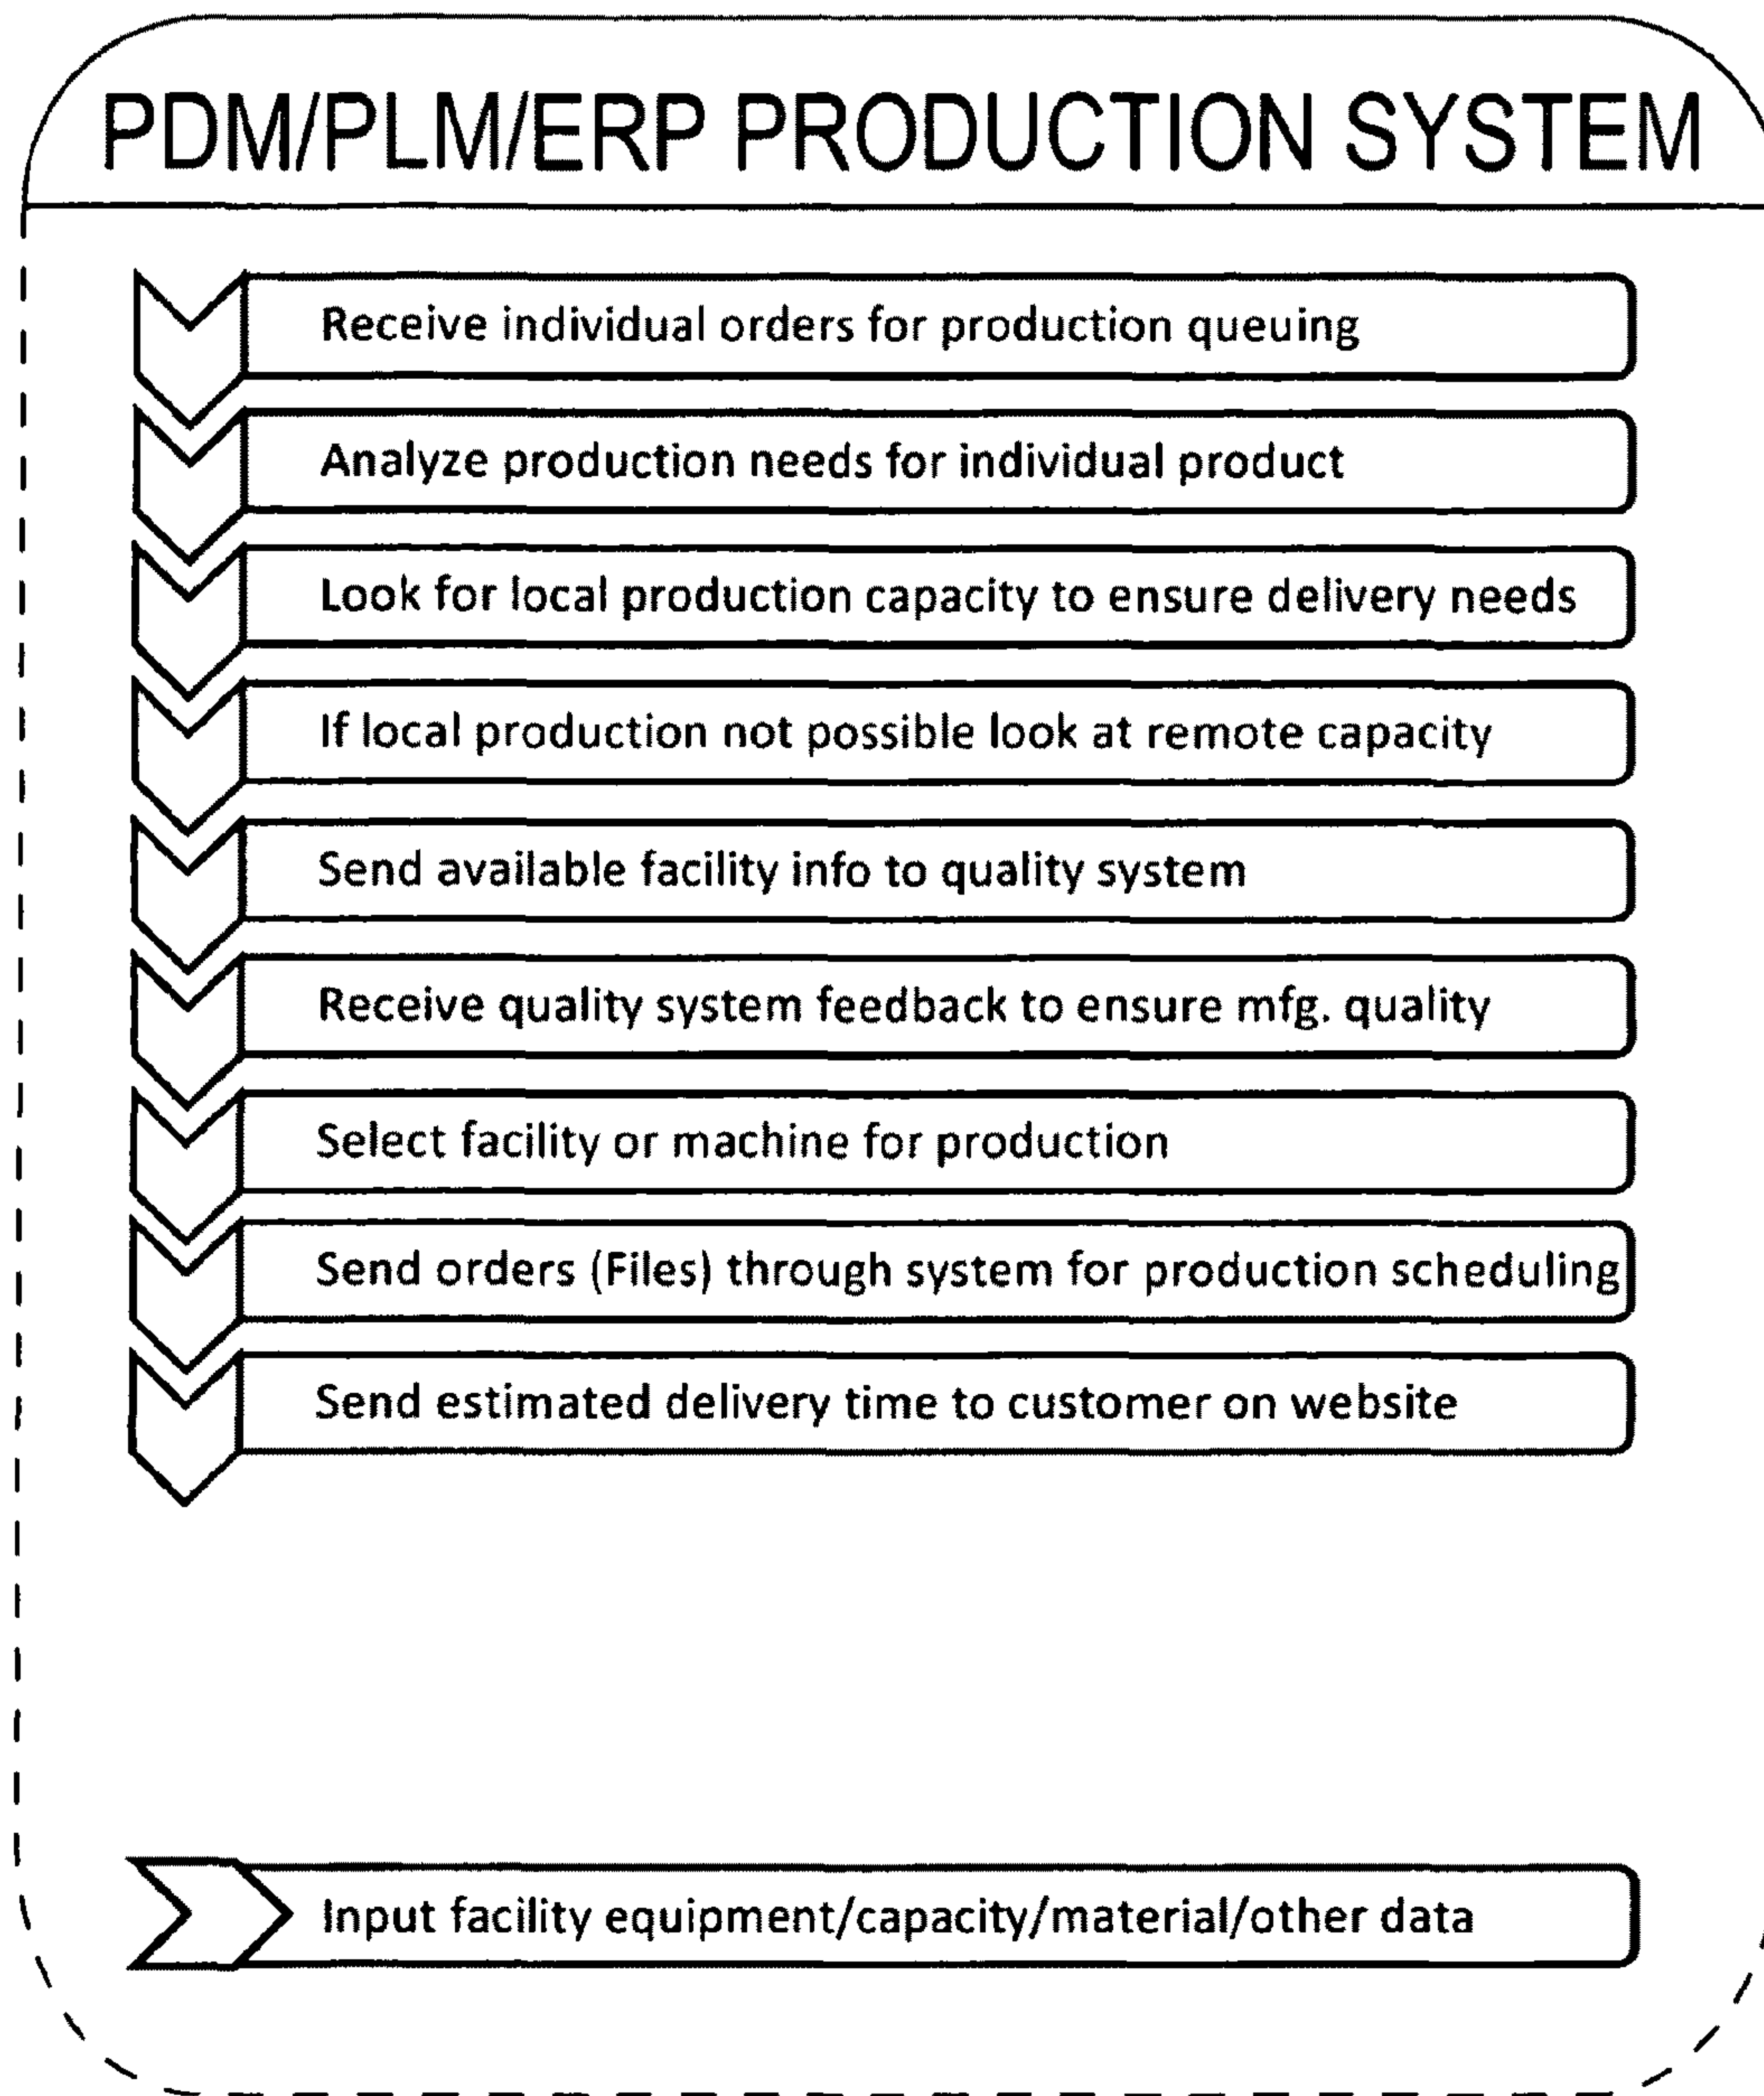 PDM/PLM/ERP PRODUCTION SYSTEM
Receive individual orders for production queuing
Analyze production needs for individual product
Look for local production capacity to ensure delivery needs
If local production not possible look at remote capacity
Send available facility info to quality system
Receive quality system feedback to ensure mfg. quality
Select facility or machine for production
Send orders (Files) through system for production scheduling
Send estimated delivery time to customer on website
Input facility equipment/capacity/material/other data